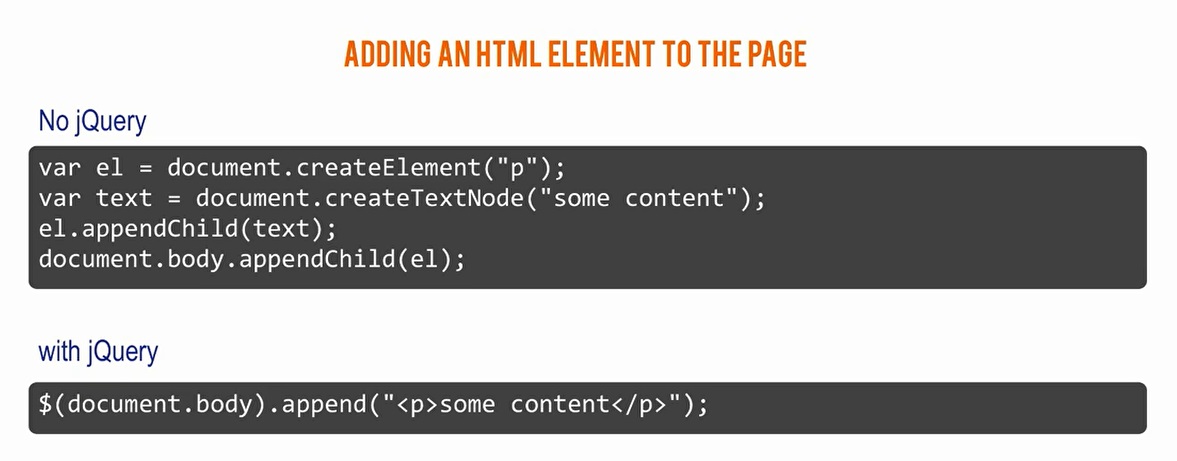 ADDING AN HTML ELEMENT TO THE PAGE
No jQuery
var el = document.createElement("p");
var text = document.createTextNode("some content");
el.appendChild(text);
document.body.appendChild(el);
with jQuery
$(document.body).append("<p>some content</p>");